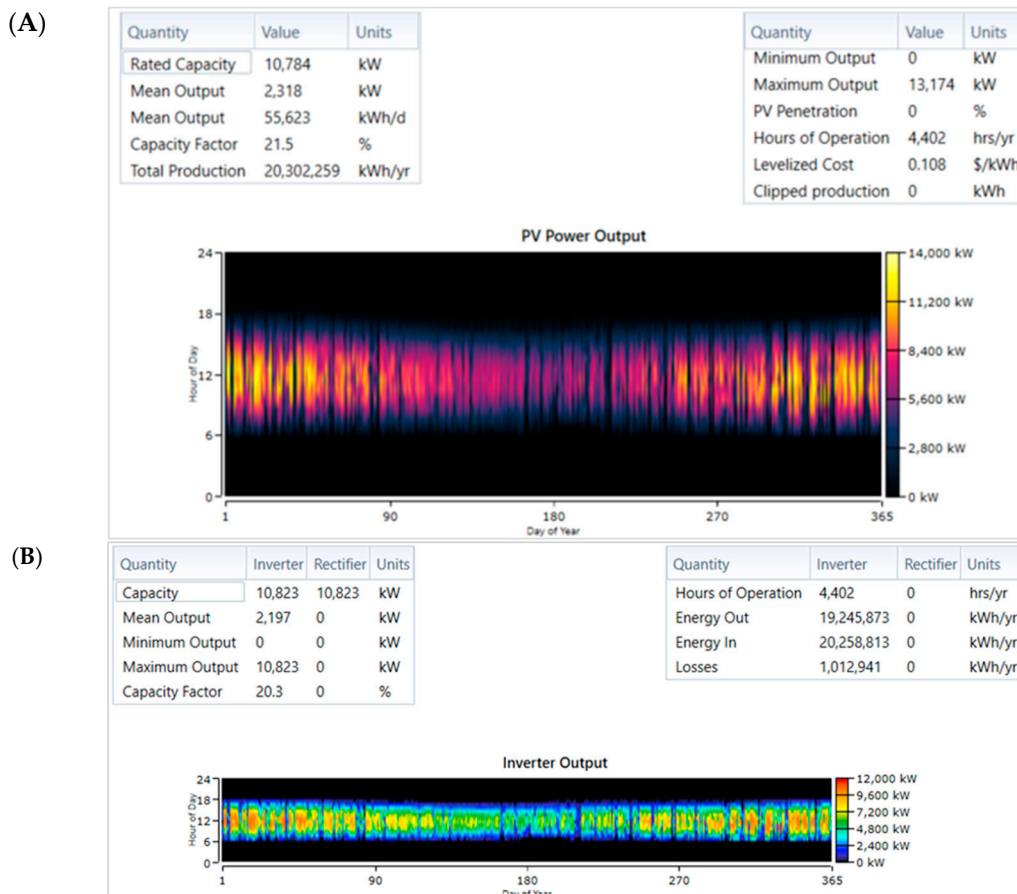 (A)
Quantity Value Units
Rated Capacity 10,784 kW
Mean Output 2,318 kW
Mean Output 55,623 kWh/d
Capacity Factor 21.5 %
Total Production 20,302,259 kWh/yr
Quantity Value Units
Minimum Output 0 kW
Maximum Output 13,174 kW
PV Penetration 0 %
Hours of Operation 4,402 hrs/yr
Levelized Cost 0.108 $/kWh
Clipped production 0 kWh
PV Power Output
24
18
12
6
0
Hour of Day
1 90 180 270 365
Day of Year
14,000 kW
11,200 kW
8,400 kW
5,600 kW
2,800 kW
0 kW
(B)
Quantity Inverter Rectifier Units
Capacity 10,823 10,823 kW
Mean Output 2,197 0 kW
Minimum Output 0 0 kW
Maximum Output 10,823 0 kW
Capacity Factor 20.3 0 %
Quantity Inverter Rectifier Units
Hours of Operation 4,402 0 hrs/yr
Energy Out 19,245,873 0 kWh/yr
Energy In 20,258,813 0 kWh/yr
Losses 1,012,941 0 kWh/yr
Inverter Output
24
18
12
6
0
Hour of Day
1 90 180 270 365
Day of Year
12,000 kW
9,600 kW
7,200 kW
4,800 kW
2,400 kW
0 kW